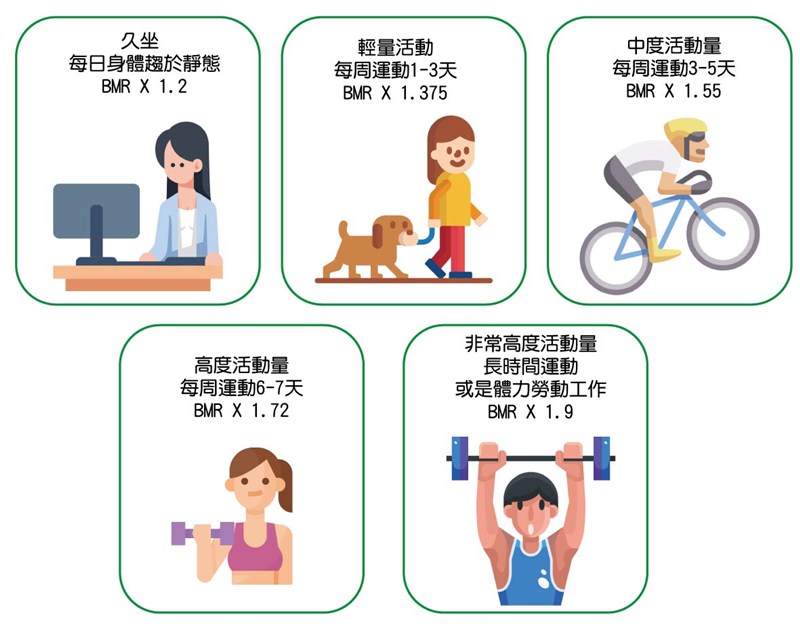 久坐
每日身體趨於靜態
BMR X 1.2
輕量活動
每周運動1-3天
BMR X 1.375
中度活動量
每周運動3-5天
BMR X 1.55
高度活動量
每周運動6-7天
BMR X 1.72
非常高度活動量
長時間運動
或是體力勞動工作
BMR X 1.9